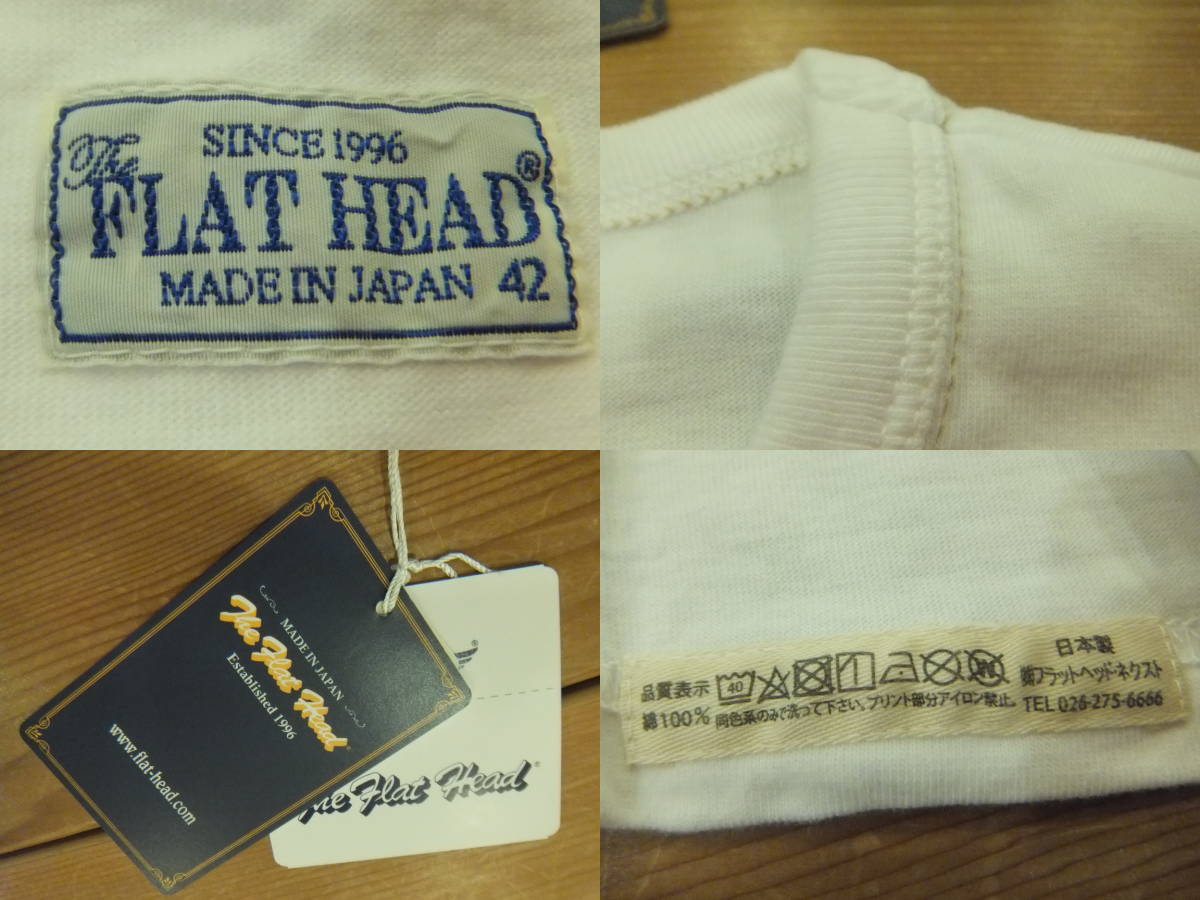 SINCE 1996
The
FLAT HEAD®
MADE IN JAPAN 42
MADE IN JAPAN
The Flat Head®
Established 1996
www.flat-head.com
The Flat Head®
日本製
品質表示 40
㈱フラットヘッド・ネクスト
綿100% 同色系のみで洗って下さい。プリント部分アイロン禁止。
TEL 026-275-6666